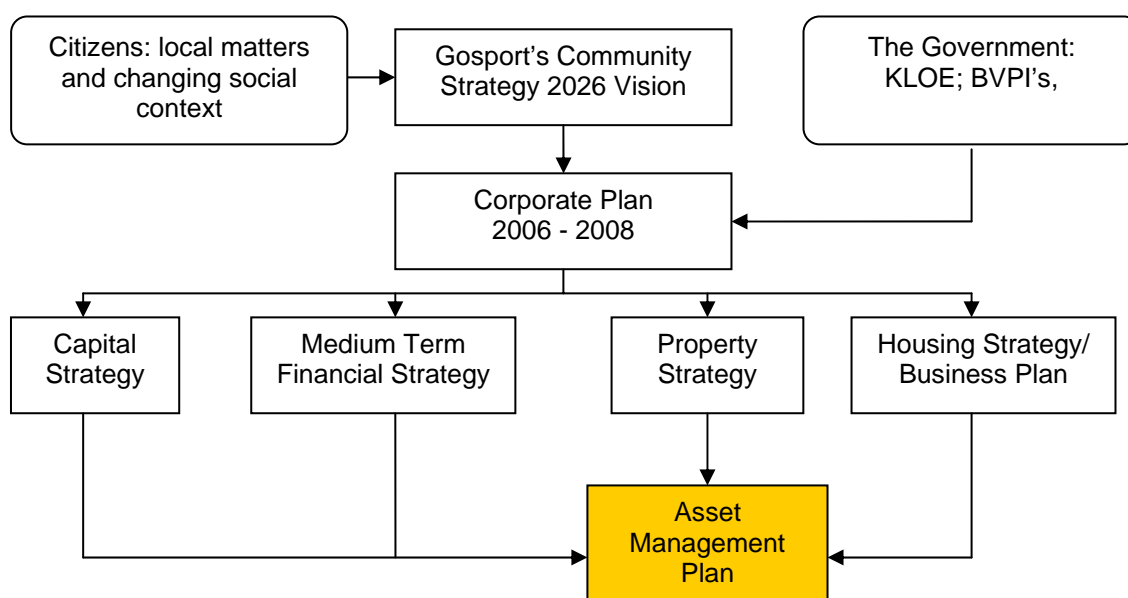 Citizens: local matters
and changing social
context
Gosport’s Community
Strategy 2026 Vision
The Government:
KLOE; BVPI’s,
Corporate Plan
2006 - 2008
Capital
Strategy
Medium Term
Financial Strategy
Property
Strategy
Housing Strategy/
Business Plan
Asset
Management
Plan